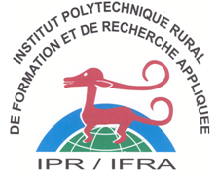 INSTITUT POLYTECHNIQUE RURAL
DE FORMATION ET DE RECHERCHE APPLIQUEE
IPR / IFRA